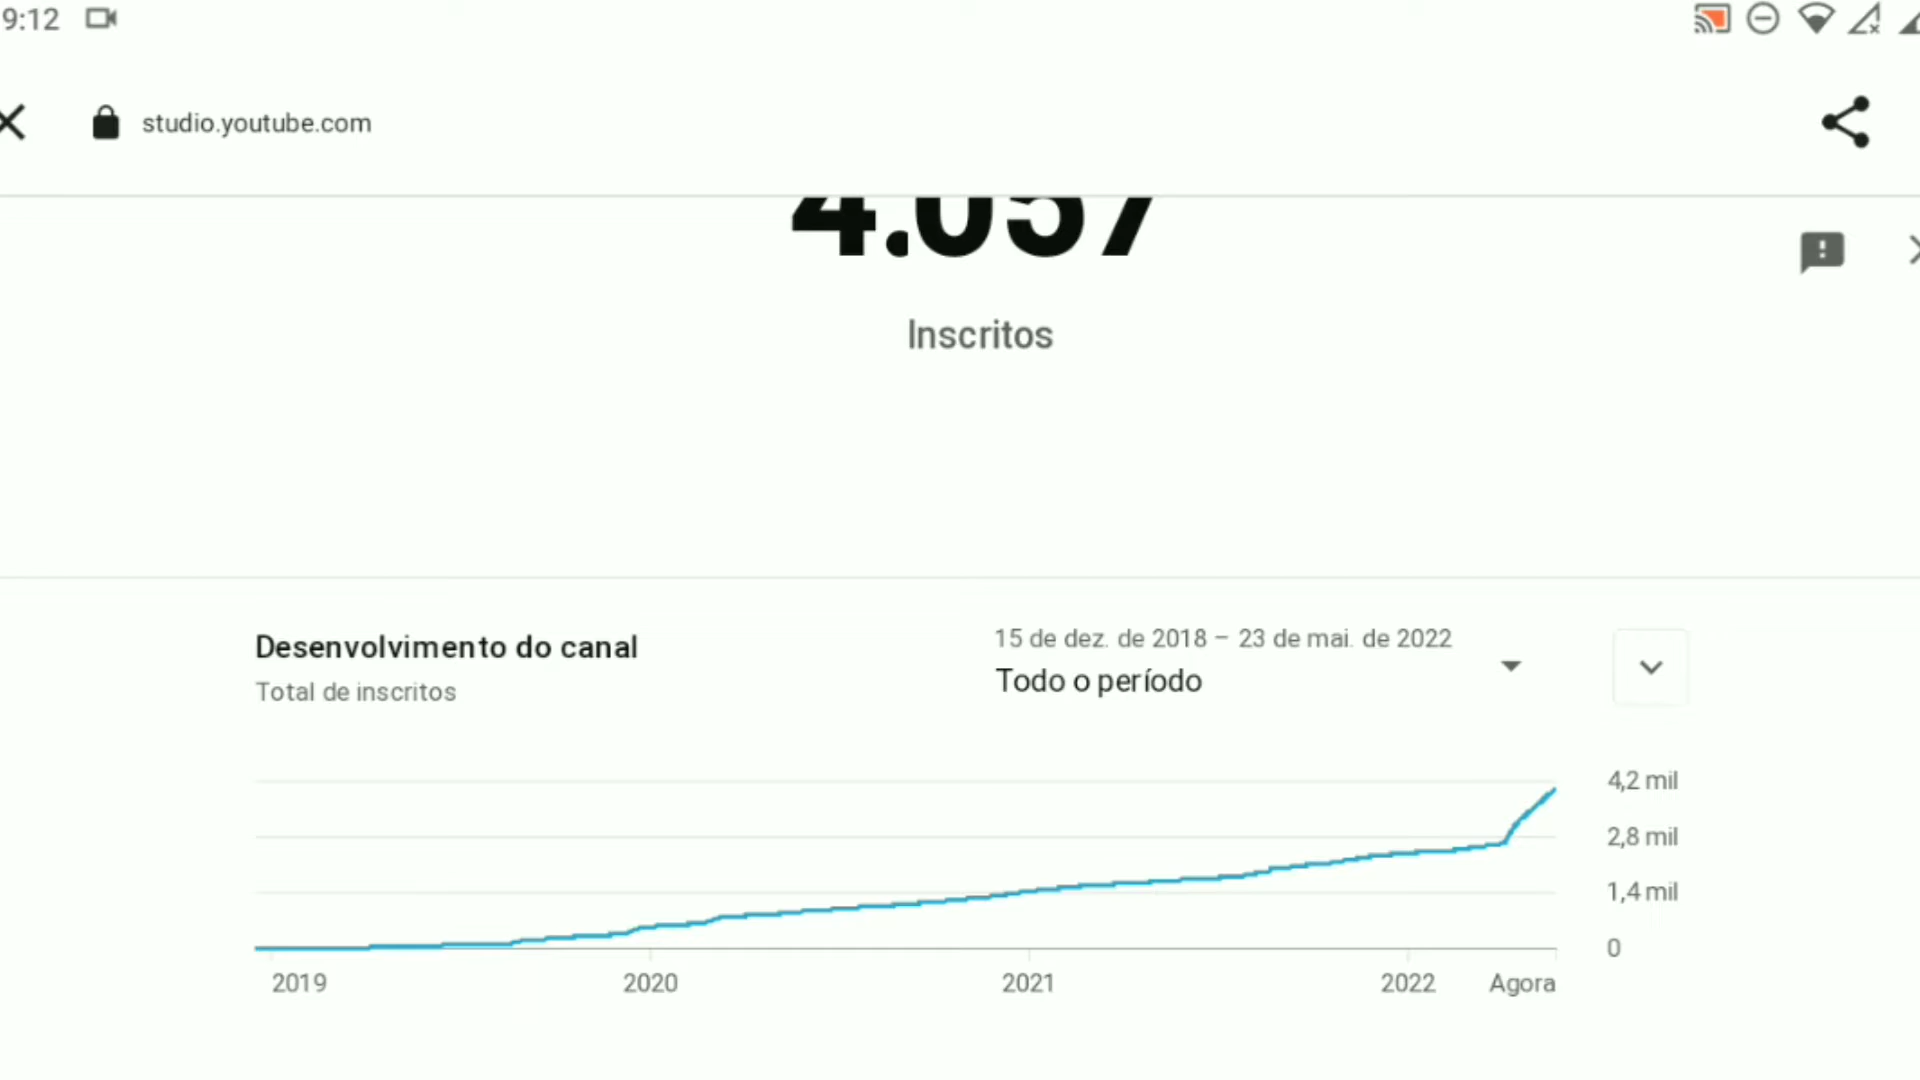 9:12
studio.youtube.com
4.057
Inscritos
Desenvolvimento do canal
Total de inscritos
15 de dez. de 2018 – 23 de mai. de 2022
Todo o período
4,2 mil
2,8 mil
1,4 mil
0
2019 2020 2021 2022 Agora